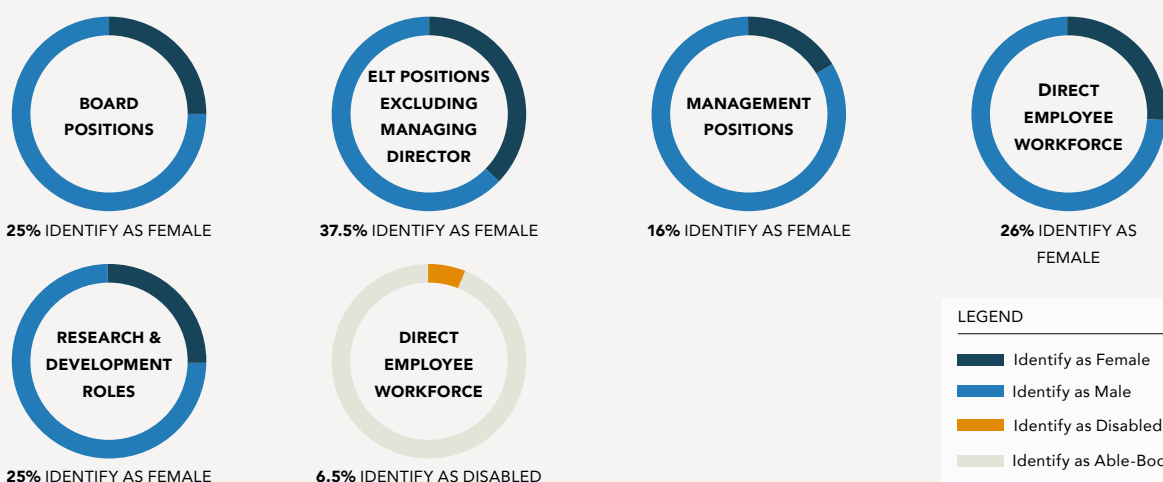 BOARD
POSITIONS
25% IDENTIFY AS FEMALE
ELT POSITIONS
EXCLUDING
MANAGING
DIRECTOR
37.5% IDENTIFY AS FEMALE
MANAGEMENT
POSITIONS
16% IDENTIFY AS FEMALE
DIRECT
EMPLOYEE
WORKFORCE
26% IDENTIFY AS
FEMALE
RESEARCH &
DEVELOPMENT
ROLES
25% IDENTIFY AS FEMALE
DIRECT
EMPLOYEE
WORKFORCE
6.5% IDENTIFY AS DISABLED
LEGEND
Identify as Female
Identify as Male
Identify as Disabled
Identify as